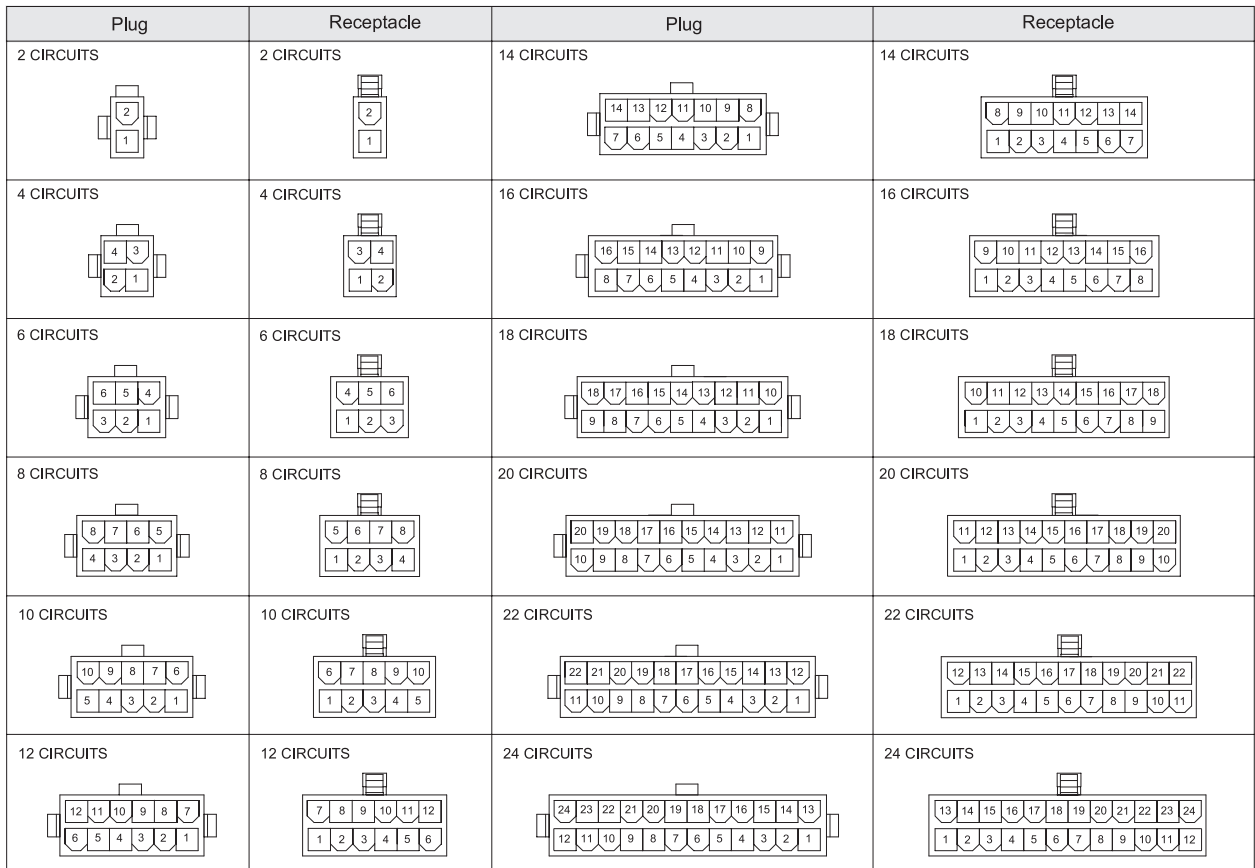 Plug Receptacle Plug Receptacle
2 CIRCUITS 2 CIRCUITS 14 CIRCUITS 14 CIRCUITS
2 2 14 13 12 11 10 9 8 8 9 10 11 12 13 14
1 1 7 6 5 4 3 2 1 1 2 3 4 5 6 7
4 CIRCUITS 4 CIRCUITS 16 CIRCUITS 16 CIRCUITS
4 3 3 4 16 15 14 13 12 11 10 9 9 10 11 12 13 14 15 16
2 1 1 2 8 7 6 5 4 3 2 1 1 2 3 4 5 6 7 8
6 CIRCUITS 6 CIRCUITS 18 CIRCUITS 18 CIRCUITS
6 5 4 4 5 6 18 17 16 15 14 13 12 11 10 10 11 12 13 14 15 16 17 18
3 2 1 1 2 3 9 8 7 6 5 4 3 2 1 1 2 3 4 5 6 7 8 9
8 CIRCUITS 8 CIRCUITS 20 CIRCUITS 20 CIRCUITS
8 7 6 5 5 6 7 8 20 19 18 17 16 15 14 13 12 11 11 12 13 14 15 16 17 18 19 20
4 3 2 1 1 2 3 4 10 9 8 7 6 5 4 3 2 1 1 2 3 4 5 6 7 8 9 10
10 CIRCUITS 10 CIRCUITS 22 CIRCUITS 22 CIRCUITS
10 9 8 7 6 6 7 8 9 10 22 21 20 19 18 17 16 15 14 13 12 12 13 14 15 16 17 18 19 20 21 22
5 4 3 2 1 1 2 3 4 5 11 10 9 8 7 6 5 4 3 2 1 1 2 3 4 5 6 7 8 9 10 11
12 CIRCUITS 12 CIRCUITS 24 CIRCUITS 24 CIRCUITS
12 11 10 9 8 7 7 8 9 10 11 12 24 23 22 21 20 19 18 17 16 15 14 13 13 14 15 16 17 18 19 20 21 22 23 24
6 5 4 3 2 1 1 2 3 4 5 6 12 11 10 9 8 7 6 5 4 3 2 1 1 2 3 4 5 6 7 8 9 10 11 12